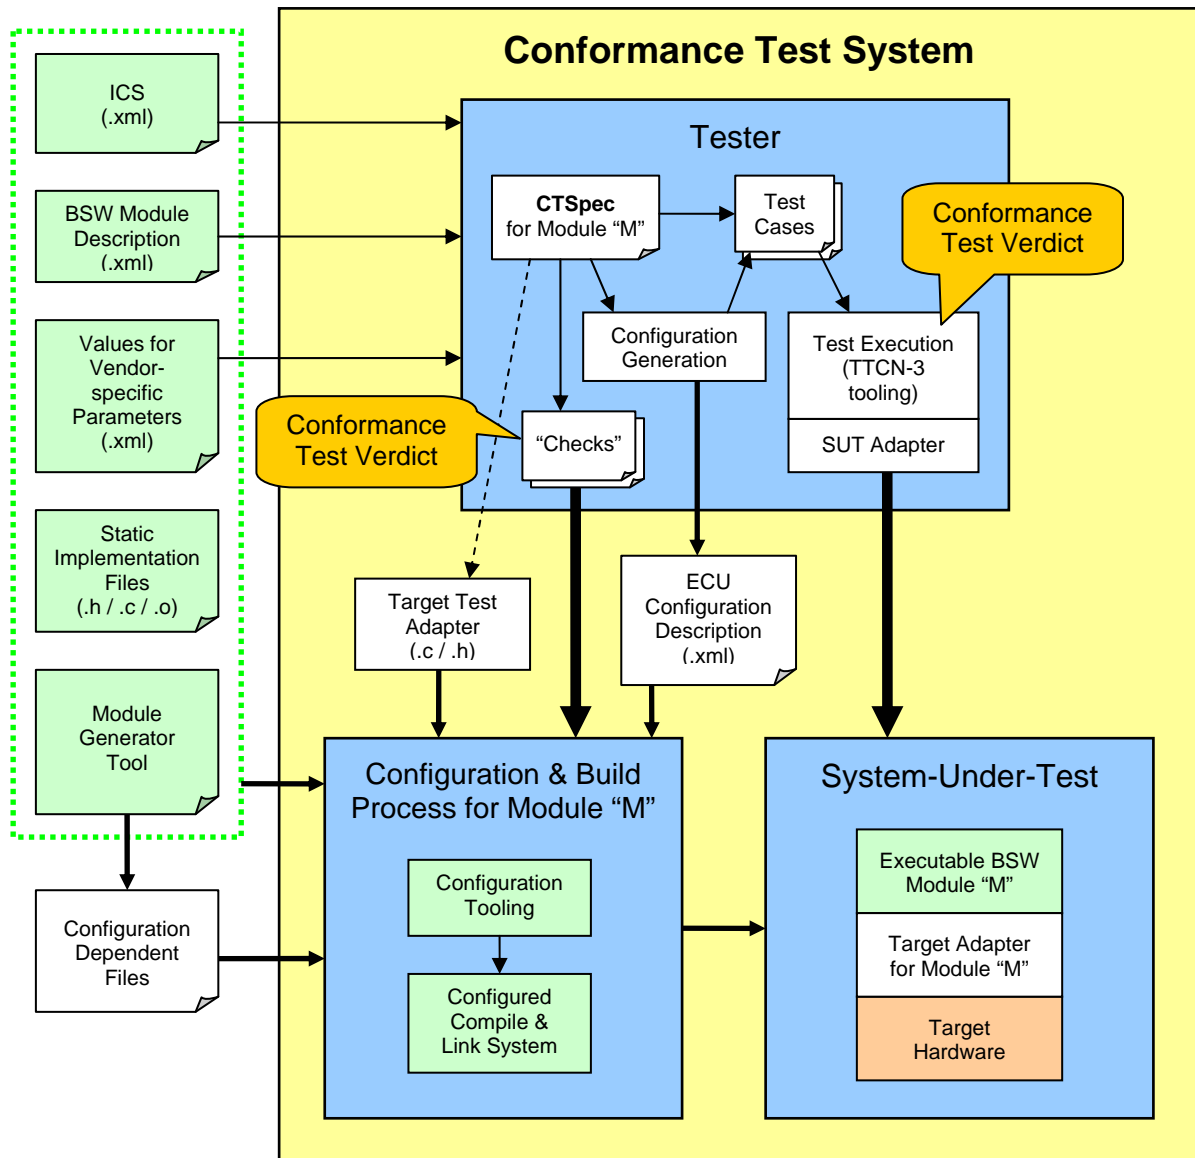 Conformance Test System
ICS
(.xml)
BSW Module
Description
(.xml)
Values for
Vendor-
specific
Parameters
(.xml)
Static
Implementation
Files
(.h / .c / .o)
Module
Generator
Tool
Configuration
Dependent
Files
Tester
CTSpec
for Module “M”
Test
Cases
Conformance
Test Verdict
Configuration
Generation
Test Execution
(TTCN-3
tooling)
SUT Adapter
Conformance
Test Verdict
“Checks”
Target Test
Adapter
(.c / .h)
ECU
Configuration
Description
(.xml)
Configuration & Build
Process for Module “M”
Configuration
Tooling
Configured
Compile &
Link System
System-Under-Test
Executable BSW
Module “M”
Target Adapter
for Module “M”
Target
Hardware